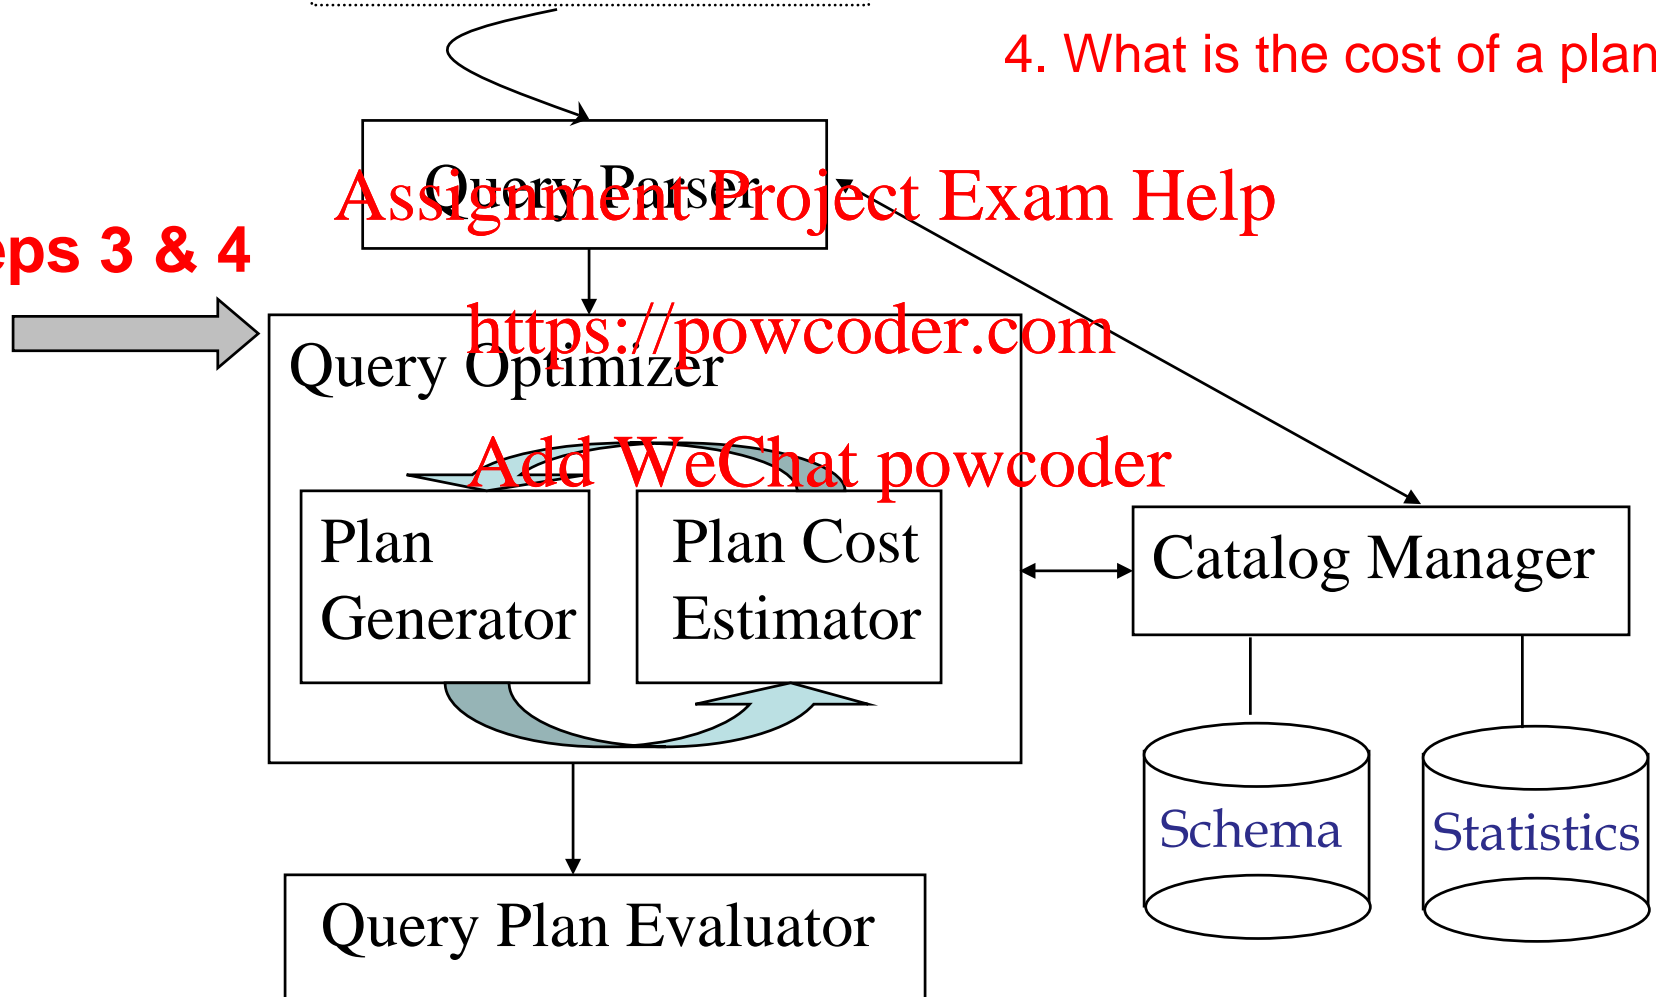 4. What is the cost of a plan
Query Parser
Assignment Project Exam Help
eps 3 & 4
https://powcoder.com
Query Optimizer
Add WeChat powcoder
Plan
Generator
Plan Cost
Estimator
Catalog Manager
Schema
Statistics
Query Plan Evaluator